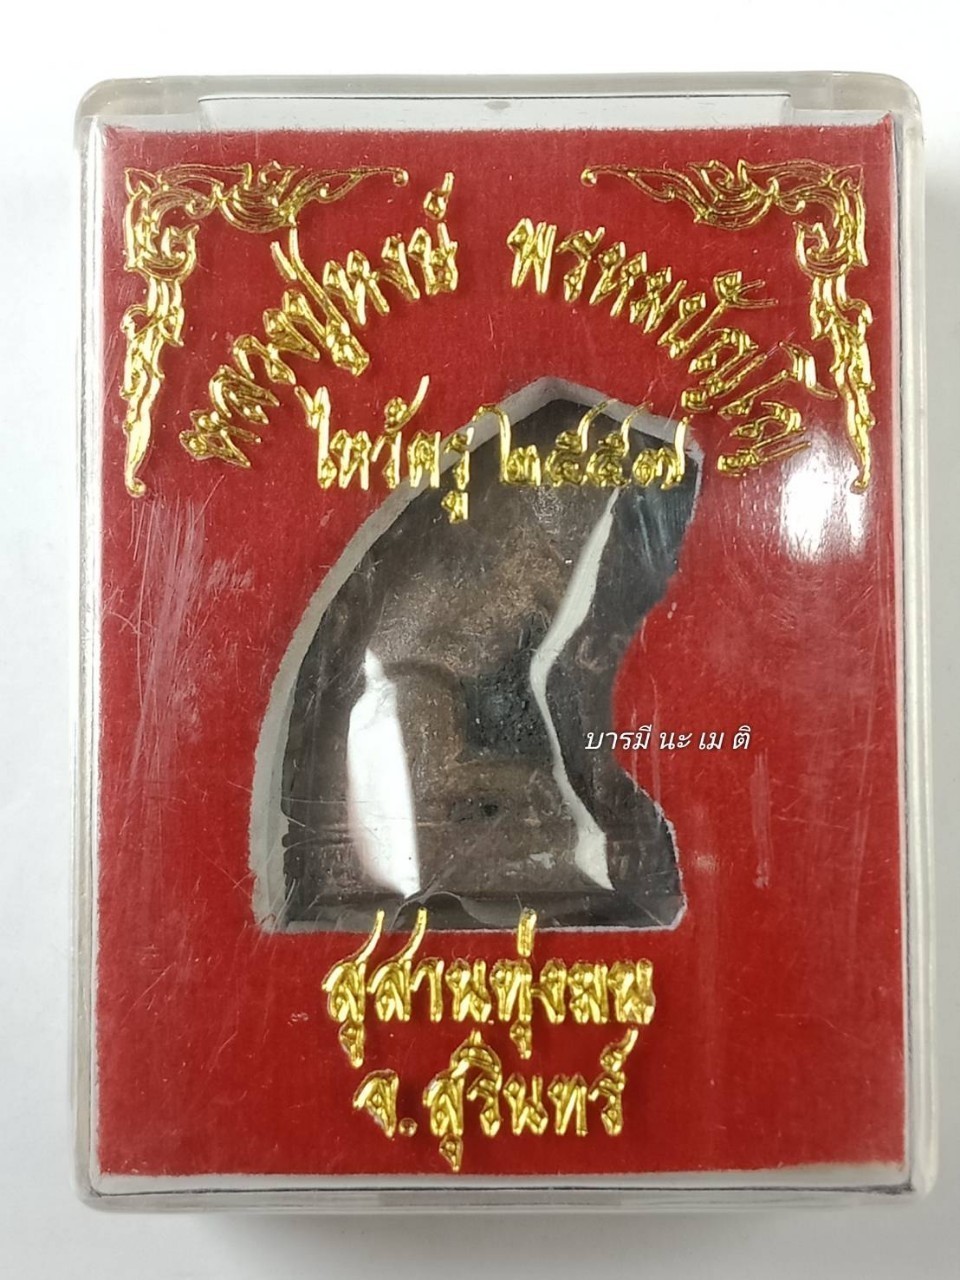 หลวงปู่หงษ์ พรหมปัญโญ
ไหว้ครู ๒๕๕๗
บารมี นะ เม ติ
สุสานทุ่งมน
จ.สุรินทร์